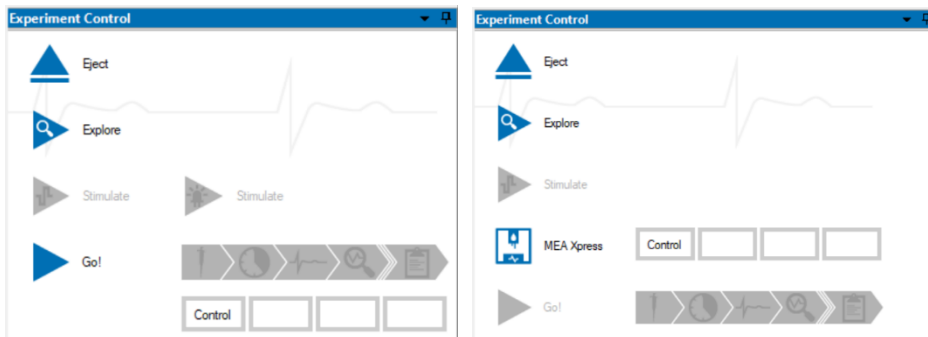 Experiment Control
Eject
Explore
Stimulate Stimulate
Go!
Control
Experiment Control
Eject
Explore
Stimulate
MEA Xpress Control
Go!